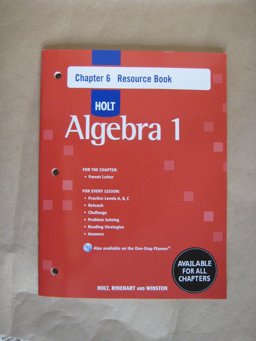 Chapter 6 Resource Book
HOLT
Algebra 1
FOR THE CHAPTER:
• Parent Letter
FOR EVERY LESSON:
• Practice Levels A, B, C
• Reteach
• Challenge
• Problem Solving
• Reading Strategies
• Answers
Also available on the One-Stop Planner®
AVAILABLE
FOR ALL
CHAPTERS
HOLT, RINEHART AND WINSTON